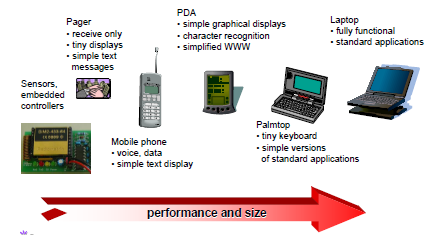 Pager
• receive only
• tiny displays
• simple text
messages
PDA
• simple graphical displays
• character recognition
• simplified WWW
Laptop
• fully functional
• standard applications
Sensors,
embedded
controllers
Mobile phone
• voice, data
• simple text display
Palmtop
• tiny keyboard
• simple versions
of standard applications
performance and size